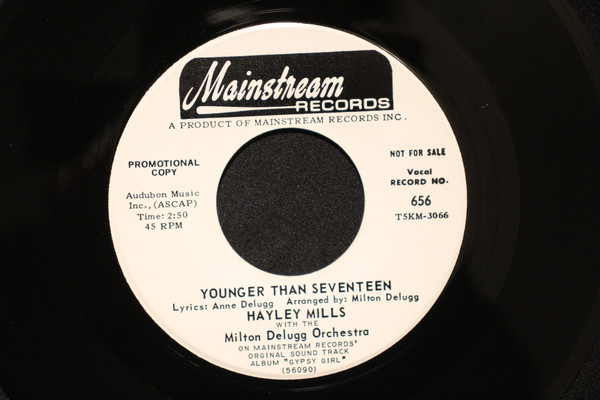 Mainstream
RECORDS
A PRODUCT OF MAINSTREAM RECORDS INC.
PROMOTIONAL
COPY
Audubon Music
Inc., (ASCAP)
Time: 2:50
45 RPM
NOT FOR SALE
Vocal
RECORD NO.
656
T5KM-3066
YOUNGER THAN SEVENTEEN
Lyrics: Anne Delugg Arranged by: Milton Delugg
HAYLEY MILLS
WITH THE
Milton Delugg Orchestra
ON MAINSTREAM RECORDS'
ORGINAL SOUND TRACK
ALBUM "GYPSY GIRL"
(56090)